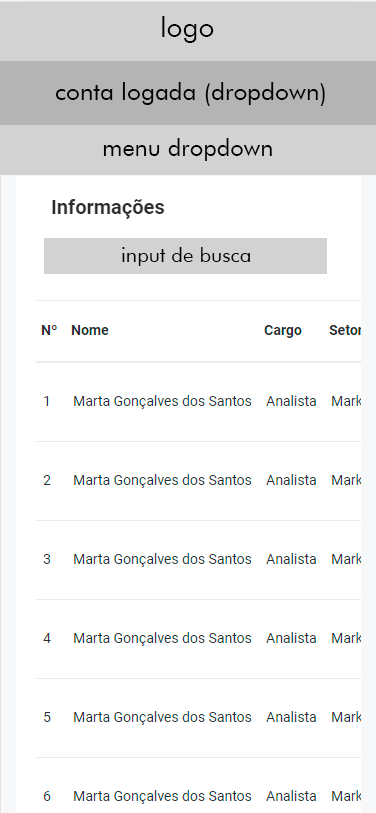 logo
conta logada (dropdown)
menu dropdown
Informações
input de busca
Nº Nome Cargo Setor
1 Marta Gonçalves dos Santos Analista Mark
2 Marta Gonçalves dos Santos Analista Mark
3 Marta Gonçalves dos Santos Analista Mark
4 Marta Gonçalves dos Santos Analista Mark
5 Marta Gonçalves dos Santos Analista Mark
6 Marta Gonçalves dos Santos Analista Mark